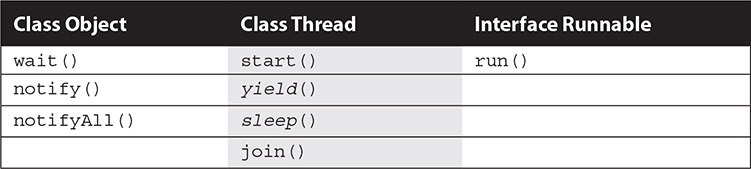 Class Object Class Thread Interface Runnable
wait() start() run()
notify() yield()
notifyAll() sleep()
join()